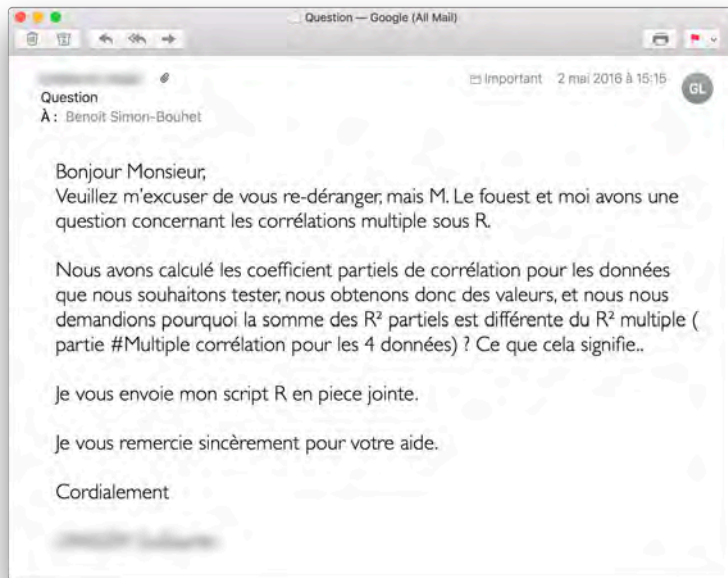 Question — Google (All Mail)
Important 2 mai 2016 à 15:15
GL
Question
À : Benoit Simon-Bouhet
Bonjour Monsieur,
Veuillez m'excuser de vous re-déranger, mais M. Le fouest et moi avons une
question concernant les corrélations multiple sous R.
Nous avons calculé les coefficient partiels de corrélation pour les données
que nous souhaitons tester, nous obtenons donc des valeurs, et nous nous
demandions pourquoi la somme des R² partiels est différente du R² multiple (
partie #Multiple corrélation pour les 4 données) ? Ce que cela signifie..
Je vous envoie mon script R en piece jointe.
Je vous remercie sincèrement pour votre aide.
Cordialement